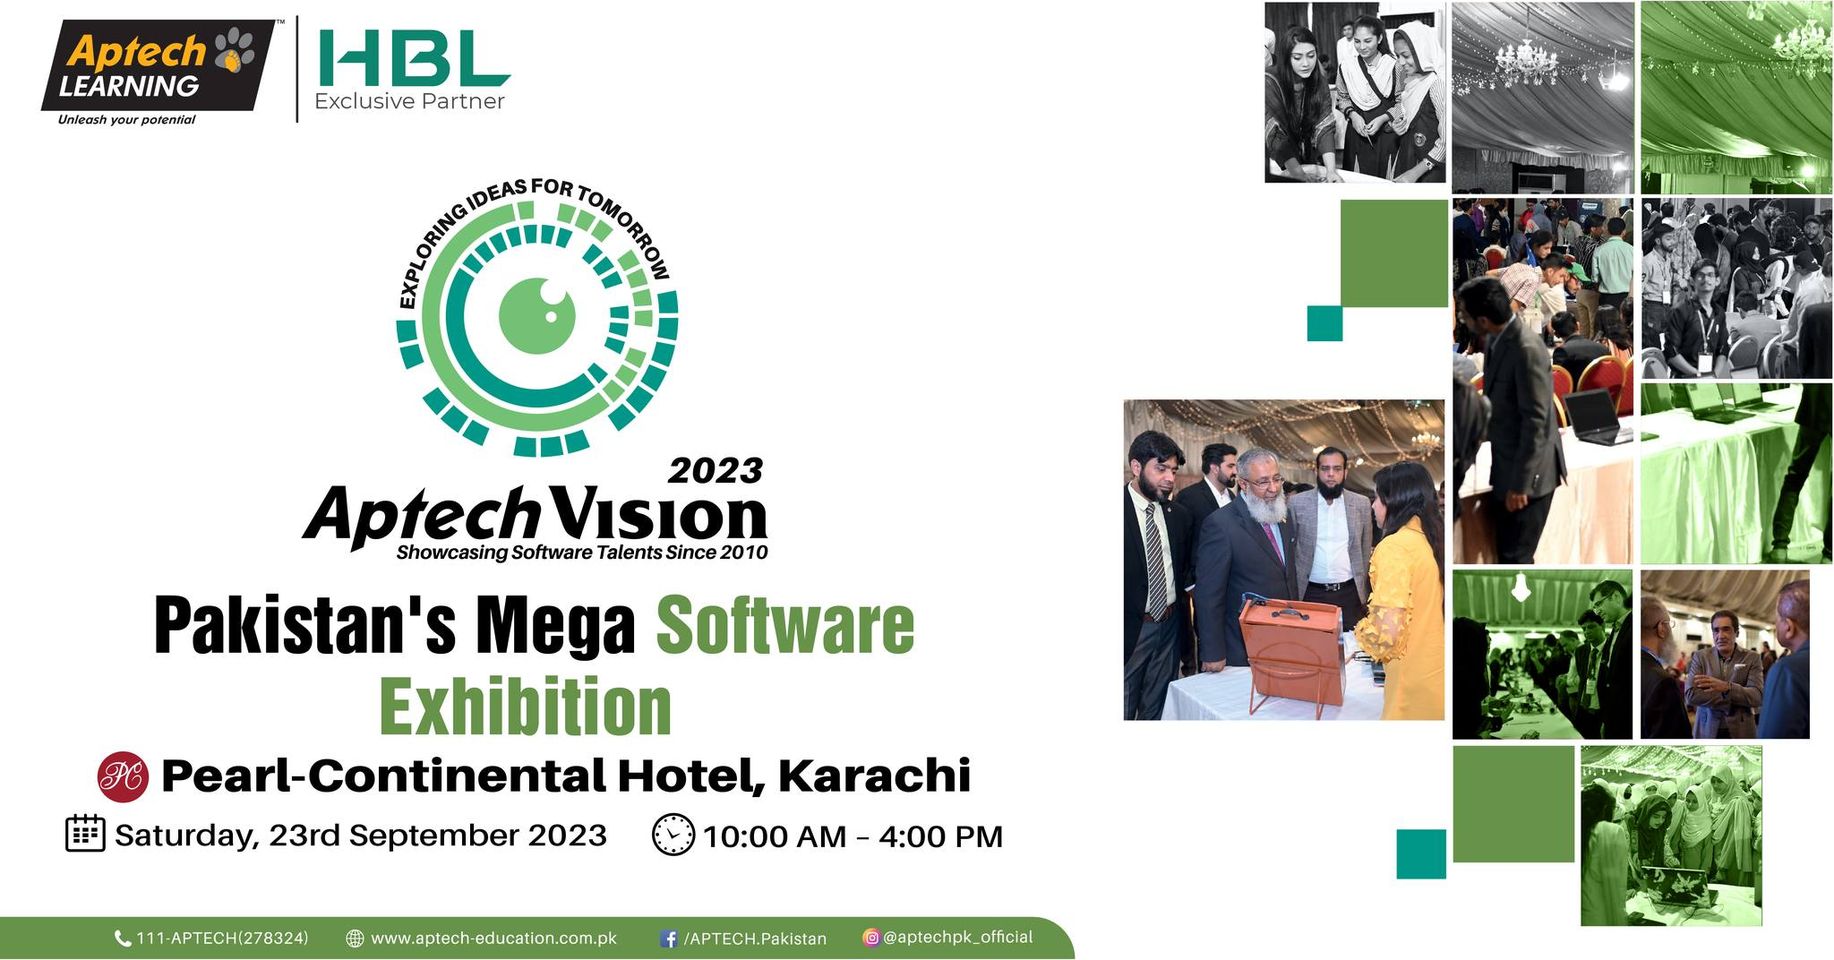 Aptech
LEARNING
TM
Unleash your potential
HBL
Exclusive Partner
EXPLORING IDEAS FOR TOMORROW
2023
Aptech Vision
Showcasing Software Talents Since 2010
Pakistan's Mega Software
Exhibition
PC
Pearl-Continental Hotel, Karachi
Saturday, 23rd September 2023
10:00 AM – 4:00 PM
111-APTECH(278324)
www.aptech-education.com.pk
/APTECH.Pakistan
@aptechpk_official